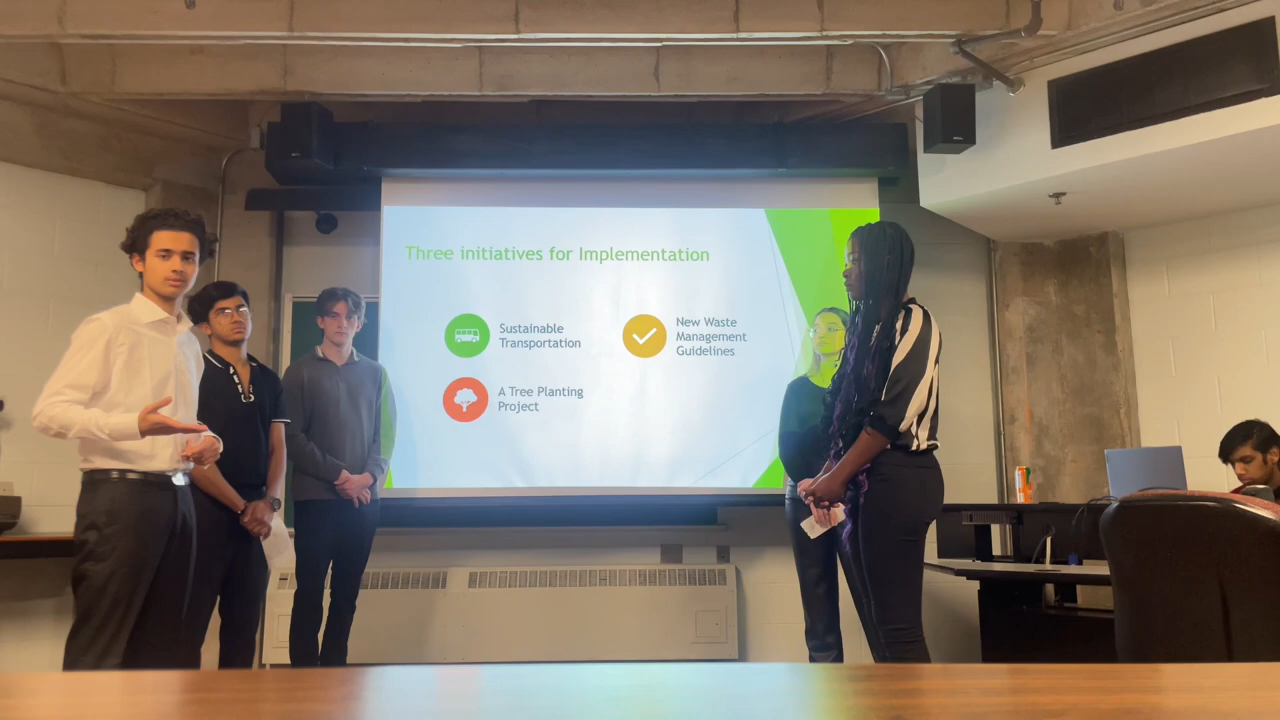 Three initiatives for Implementation
Sustainable
Transportation
New Waste
Management
Guidelines
A Tree Planting
Project